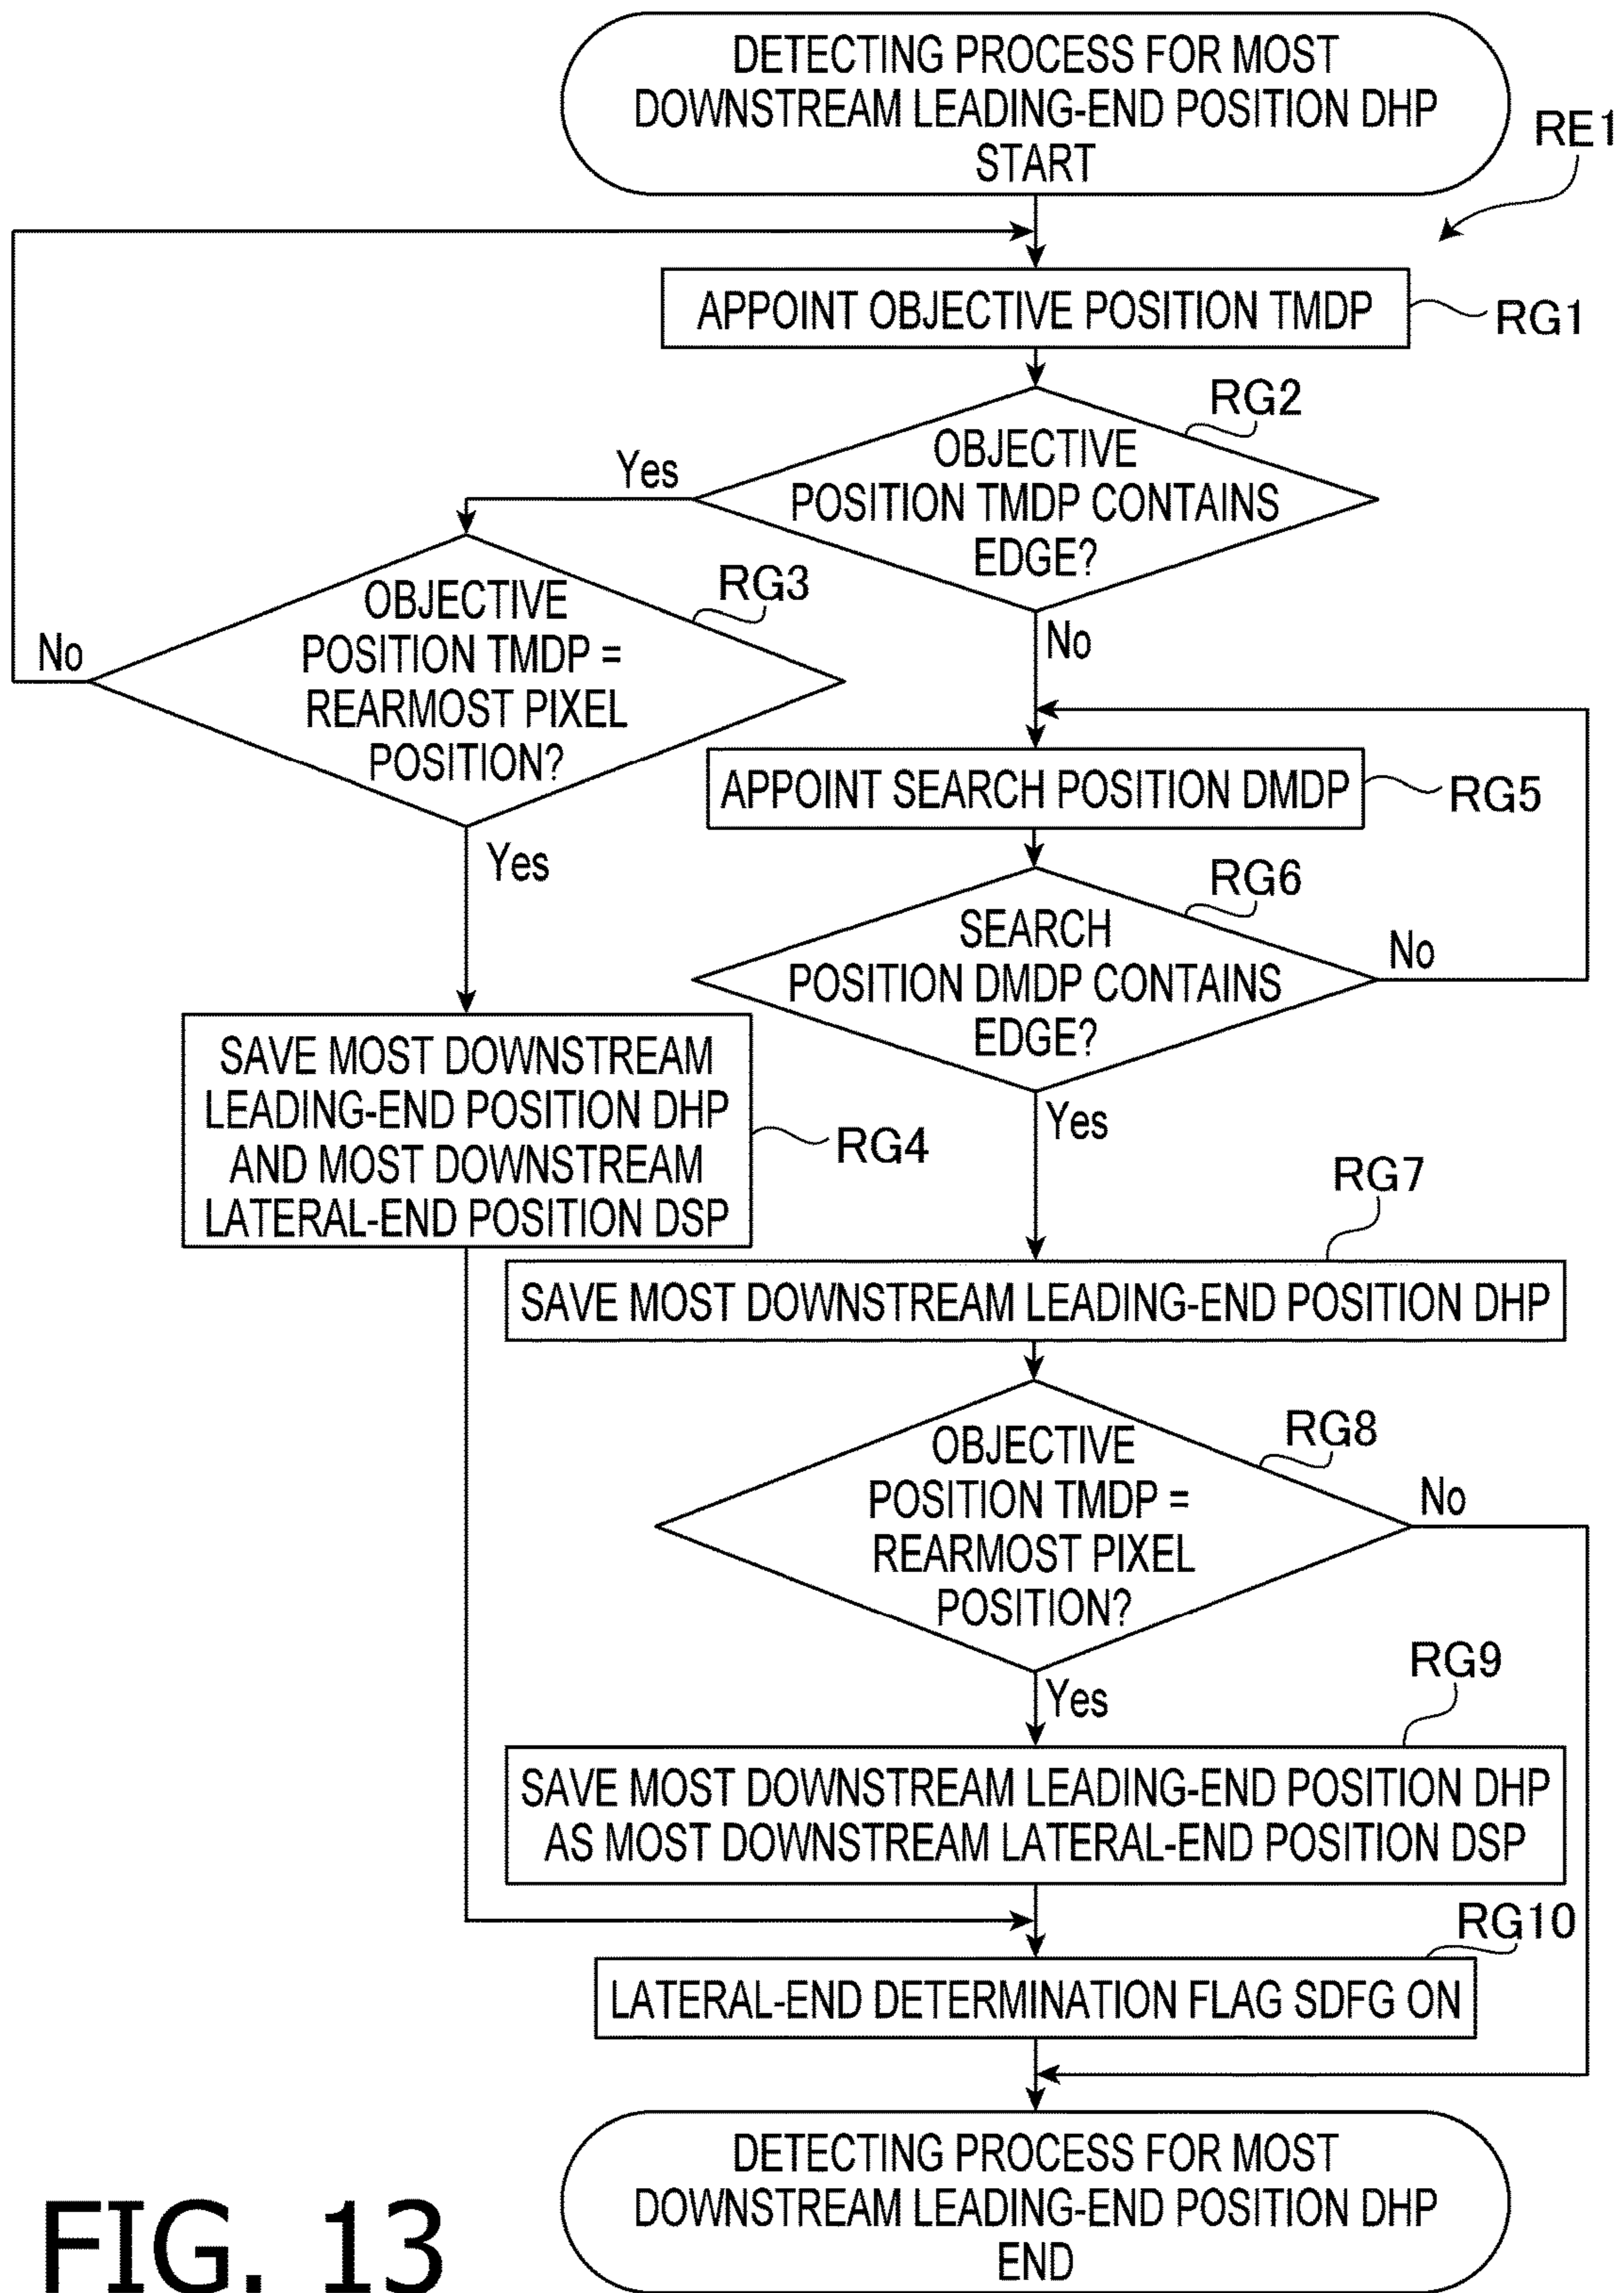 DETECTING PROCESS FOR MOST
DOWNSTREAM LEADING-END POSITION DHP
START
RE1
APPOINT OBJECTIVE POSITION TMDP
RG1
RG2
OBJECTIVE
POSITION TMDP CONTAINS
EDGE?
Yes
No
RG3
OBJECTIVE
POSITION TMDP =
REARMOST PIXEL
POSITION?
No
Yes
APPOINT SEARCH POSITION DMDP
RG5
RG6
SEARCH
POSITION DMDP CONTAINS
EDGE?
No
Yes
SAVE MOST DOWNSTREAM
LEADING-END POSITION DHP
AND MOST DOWNSTREAM
LATERAL-END POSITION DSP
RG4
RG7
SAVE MOST DOWNSTREAM LEADING-END POSITION DHP
RG8
OBJECTIVE
POSITION TMDP =
REARMOST PIXEL
POSITION?
No
Yes
RG9
SAVE MOST DOWNSTREAM LEADING-END POSITION DHP
AS MOST DOWNSTREAM LATERAL-END POSITION DSP
RG10
LATERAL-END DETERMINATION FLAG SDFG ON
DETECTING PROCESS FOR MOST
DOWNSTREAM LEADING-END POSITION DHP
END
FIG. 13